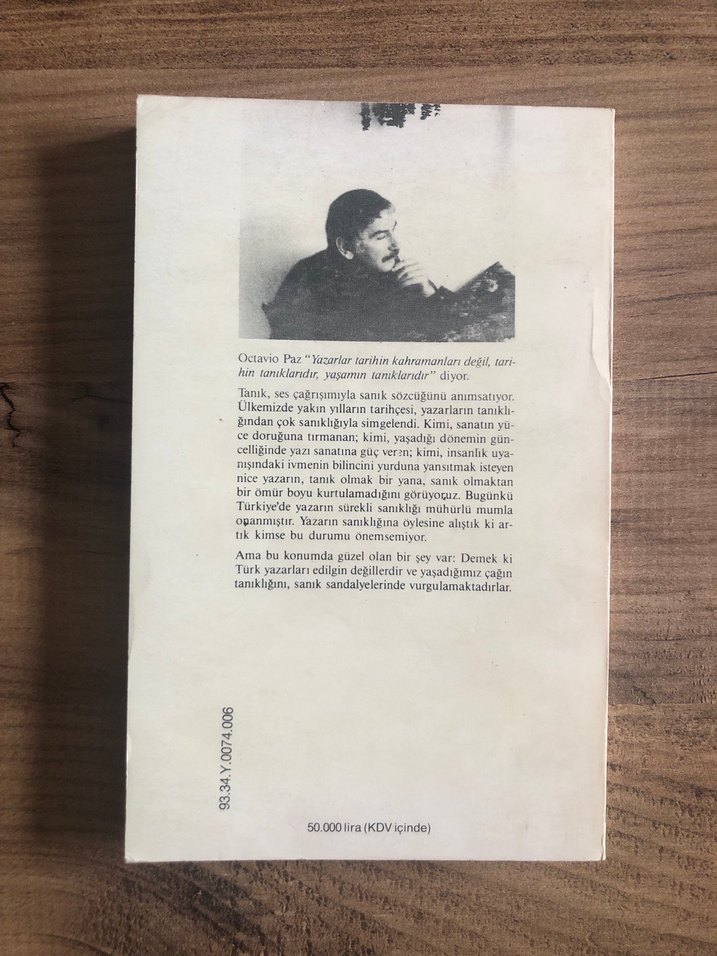 Octavio Paz "Yazarlar tarihin kahramanları değil, tari-
hin tanıklarıdır, yaşamın tanıklarıdır" diyor.
Tanık, ses çağrışımıyla sanık sözcüğünü anımsatıyor.
Ülkemizde yakın yılların tarihçesi, yazarların tanıklı-
ğından çok sanıklığıyla simgelendi. Kimi, sanatın yü-
ce doruğuna tırmanan; kimi, yaşadığı dönemin gün-
celliğinde yazı sanatına güç veren; kimi, insanlık uya-
nışındaki ivmenin bilincini yurduna yansıtmak isteyen
nice yazarın, tanık olmak bir yana, sanık olmaktan
bir ömür boyu kurtulamadığını görüyoruz. Bugünkü
Türkiye'de yazarın sürekli sanıklığı mühürlü mumla
onanmıştır. Yazarın sanıklığına öylesine alıştık ki ar-
tık kimse bu durumu önemsemiyor.
Ama bu konumda güzel olan bir şey var: Demek ki
Türk yazarları edilgin değillerdir ve yaşadığımız çağın
tanıklığını, sanık sandalyelerinde vurgulamaktadırlar.
93.34.Y.0074.006
50.000 lira (KDV içinde)